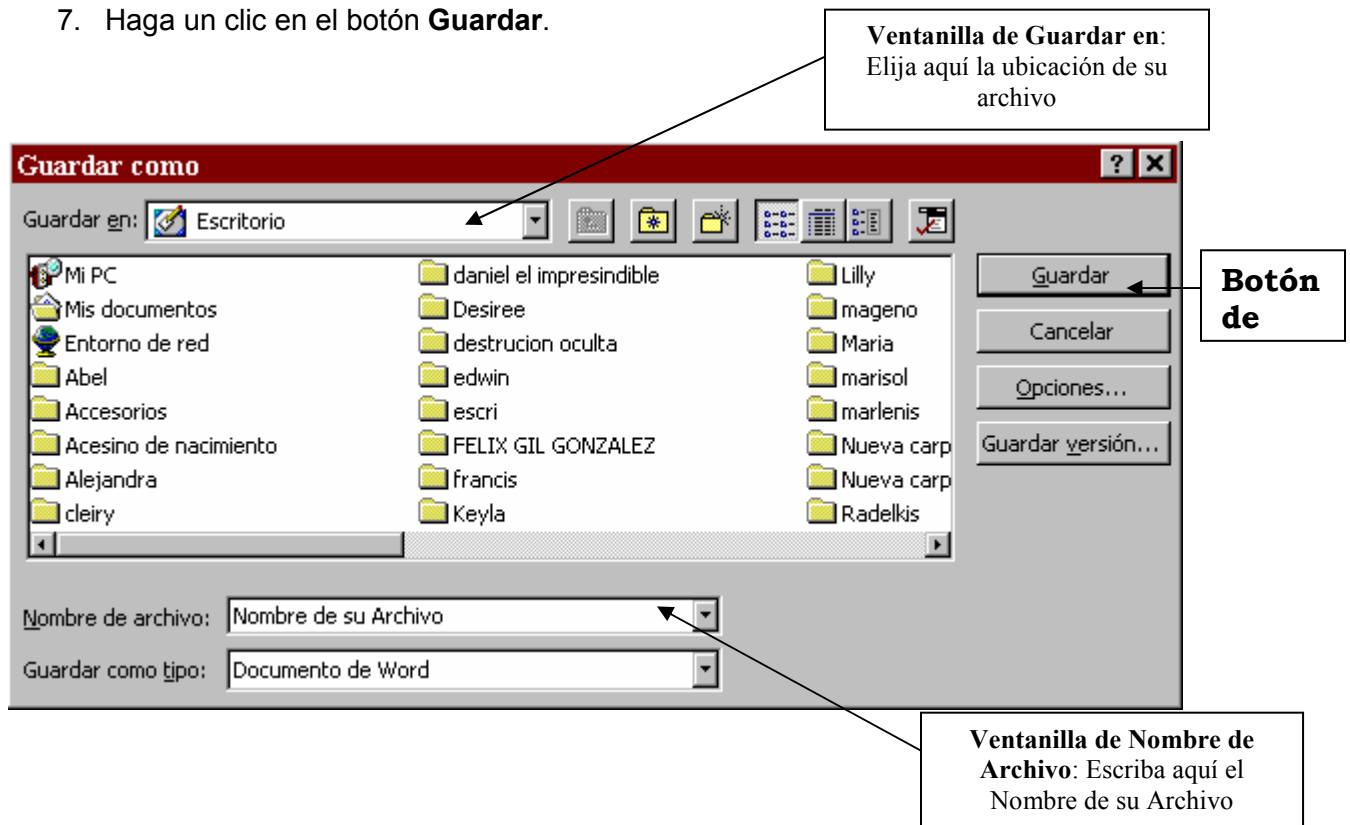 7. Haga un clic en el botón Guardar.
Ventanilla de Guardar en:
Elija aquí la ubicación de su
archivo
Guardar como
Guardar en: Escritorio
Mi PC
Mis documentos
Entorno de red
Abel
Accesorios
Acesino de nacimiento
Alejandra
cleiry
daniel el impresindible
Desiree
destrucion oculta
edwin
escri
FELIX GIL GONZALEZ
francis
Keyla
Lilly
mageno
Maria
marisol
marlenis
Nueva carp
Nueva carp
Radelkis
Guardar
Cancelar
Opciones...
Guardar versión...
Botón
de
Nombre de archivo: Nombre de su Archivo
Guardar como tipo: Documento de Word
Ventanilla de Nombre de
Archivo: Escriba aquí el
Nombre de su Archivo